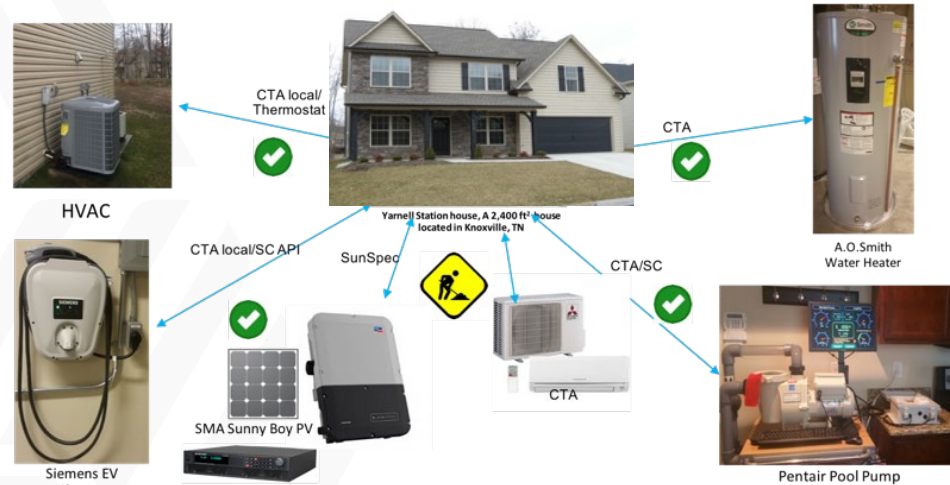 CTA local/
Thermostat
CTA
HVAC
Yarnell Station house, A 2,400 ft² house
located in Knoxville, TN
A.O.Smith
Water Heater
CTA local/SC API
SunSpec
CTA/SC
SIEMENS
CTA
SMA Sunny Boy PV
Siemens EV
Pentair Pool Pump